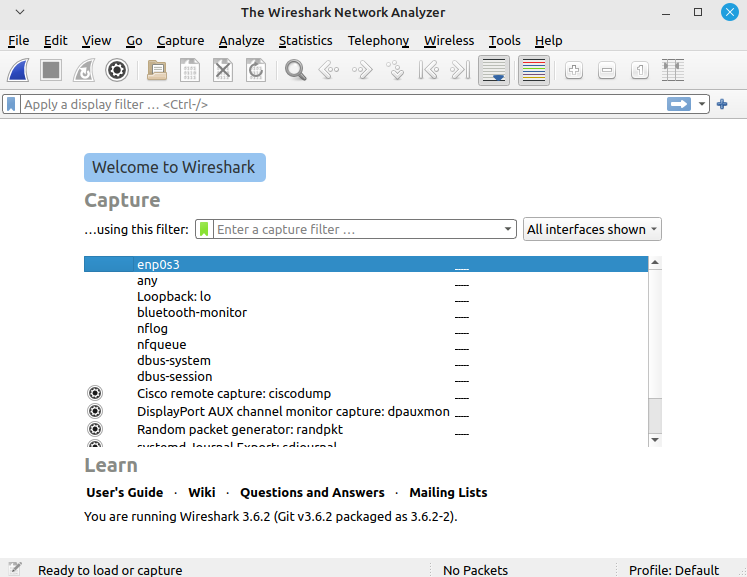 The Wireshark Network Analyzer
File Edit View Go Capture Analyze Statistics Telephony Wireless Tools Help
Apply a display filter … <Ctrl-/>
Welcome to Wireshark
Capture
…using this filter: Enter a capture filter … All interfaces shown
enp0s3
any
Loopback: lo
bluetooth-monitor
nflog
nfqueue
dbus-system
dbus-session
Cisco remote capture: ciscodump
DisplayPort AUX channel monitor capture: dpauxmon
Random packet generator: randpkt
systemd Journal Export: sdjournal
Learn
User's Guide · Wiki · Questions and Answers · Mailing Lists
You are running Wireshark 3.6.2 (Git v3.6.2 packaged as 3.6.2-2).
Ready to load or capture No Packets Profile: Default